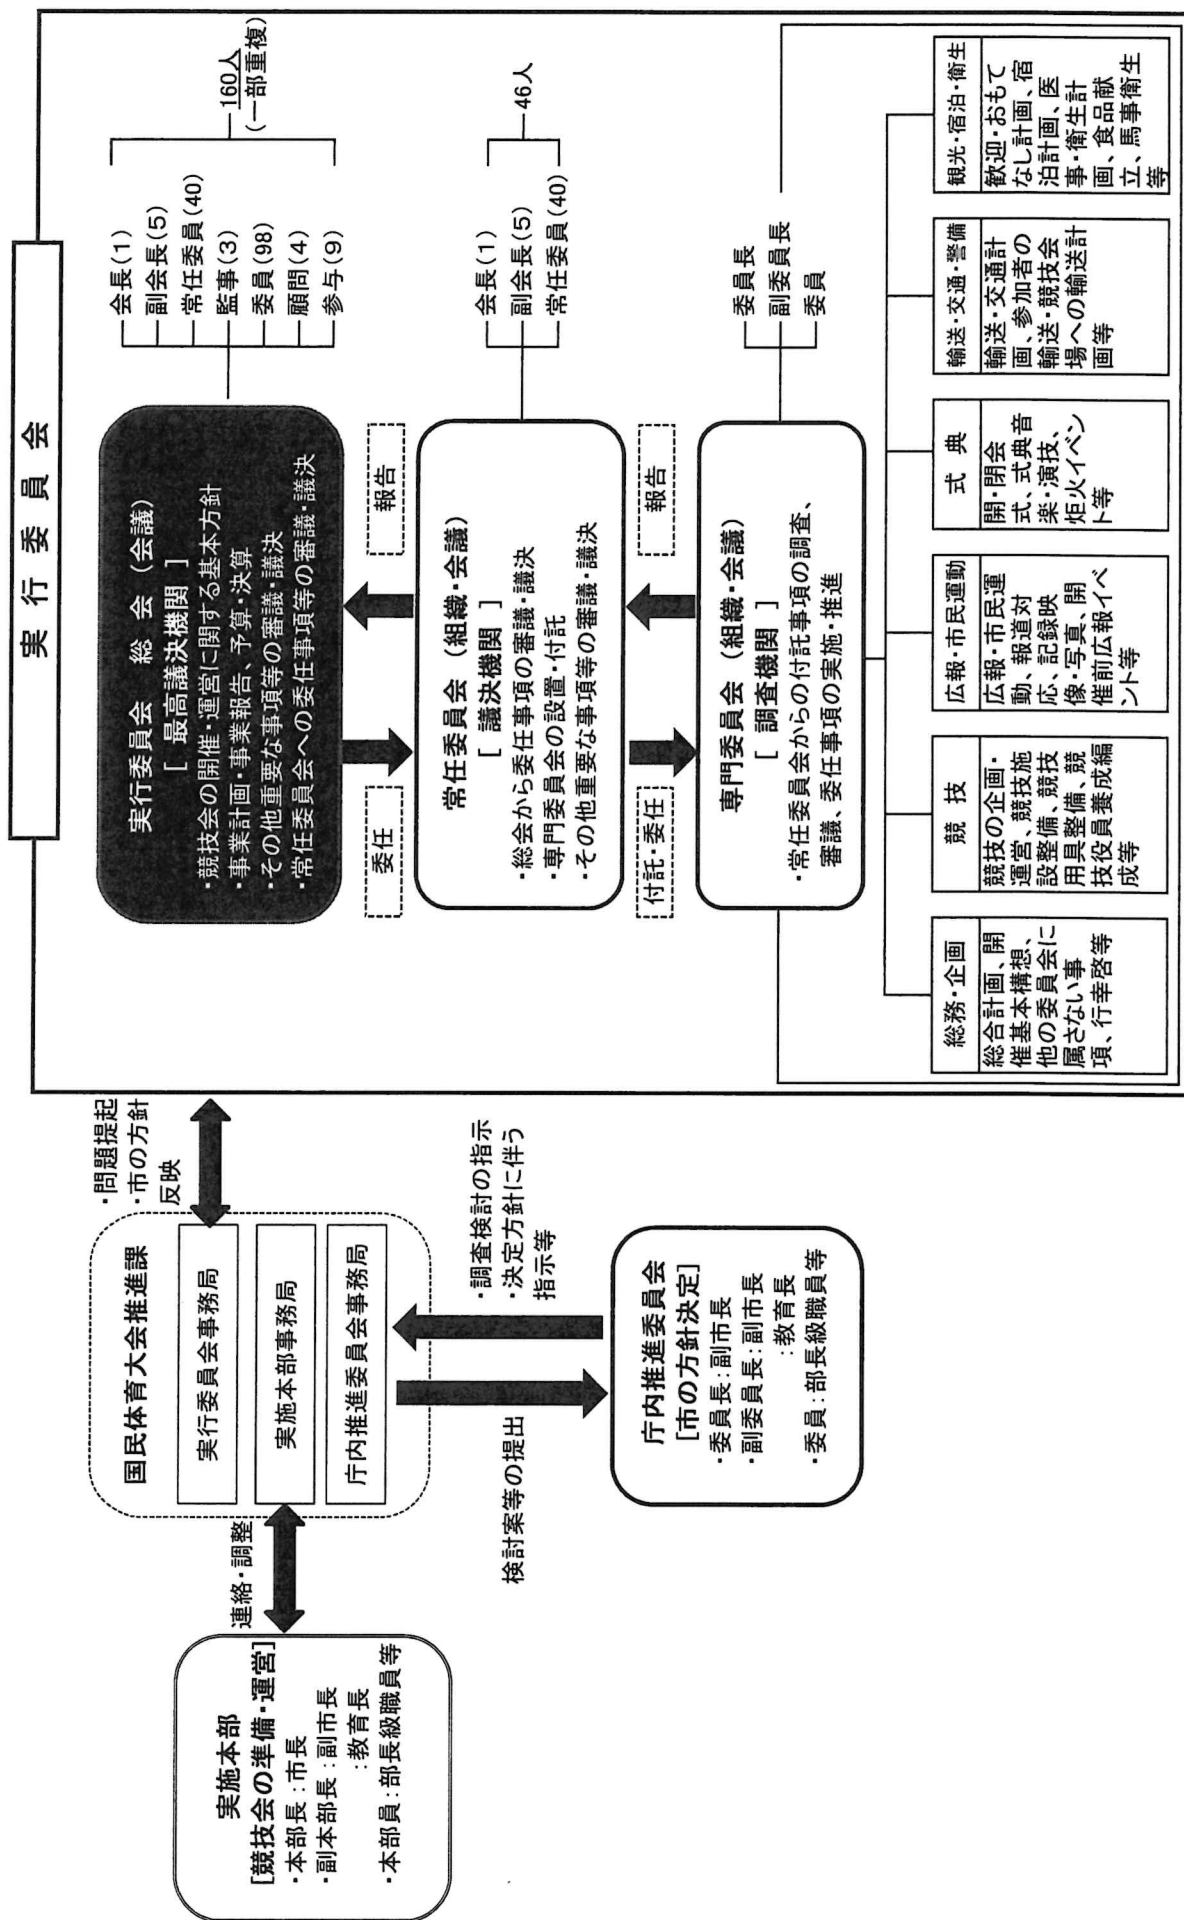 実行委員会
実施本部
[競技会の準備・運営]
・本部長：市長
・副本部長：副市長
：教育長
・本部員：部長級職員等
連絡・調整
国民体育大会推進課
実行委員会事務局
実施本部事務局
庁内推進委員会事務局
・問題提起
・市の方針
反映
検討案等の提出
・調査検討の指示
・決定方針に伴う
指示等
庁内推進委員会
[市の方針決定]
・委員長：副市長
・副委員長：副市長
：教育長
・委員：部長級職員等
実行委員会 総会（会議）
[ 最高議決機関 ]
・競技会の開催・運営に関する基本方針
・事業計画・事業報告、予算・決算
・その他重要な事項等の審議・議決
・常任委員会への委任事項等の審議・議決
会長(1)
副会長(5)
常任委員(40)
監事(3)
委員(98)
顧問(4)
参与(9)
160人
(一部重複)
委任
報告
常任委員会（組織・会議）
[ 議決機関 ]
・総会から委任事項の審議・議決
・専門委員会の設置・付託
・その他重要な事項等の審議・議決
会長(1)
副会長(5)
常任委員(40)
46人
付託・委任
報告
専門委員会（組織・会議）
[ 調査機関 ]
・常任委員会からの付託事項の調査、
審議、委任事項の実施・推進
委員長
副委員長
委員
総務・企画
総合計画、開
催基本構想、
他の委員会に
属さない事
項、行幸啓等
競技
競技の企画・
運営、競技施
設整備、競技
用具整備、競
技役員養成編
成等
広報・市民運動
広報・市民運
動、報道対
応、記録映
像・写真、開
催前広報イベ
ント等
式典
開・閉会
式、式典音
楽・演技、
炬火イベン
ト等
輸送・交通・警備
輸送・交通計
画、参加者の
輸送・競技会
場への輸送計
画等
観光・宿泊・衛生
歓迎・おもて
なし計画、宿
泊計画、医
事・衛生計
画、食品献
立、馬事衛生
等